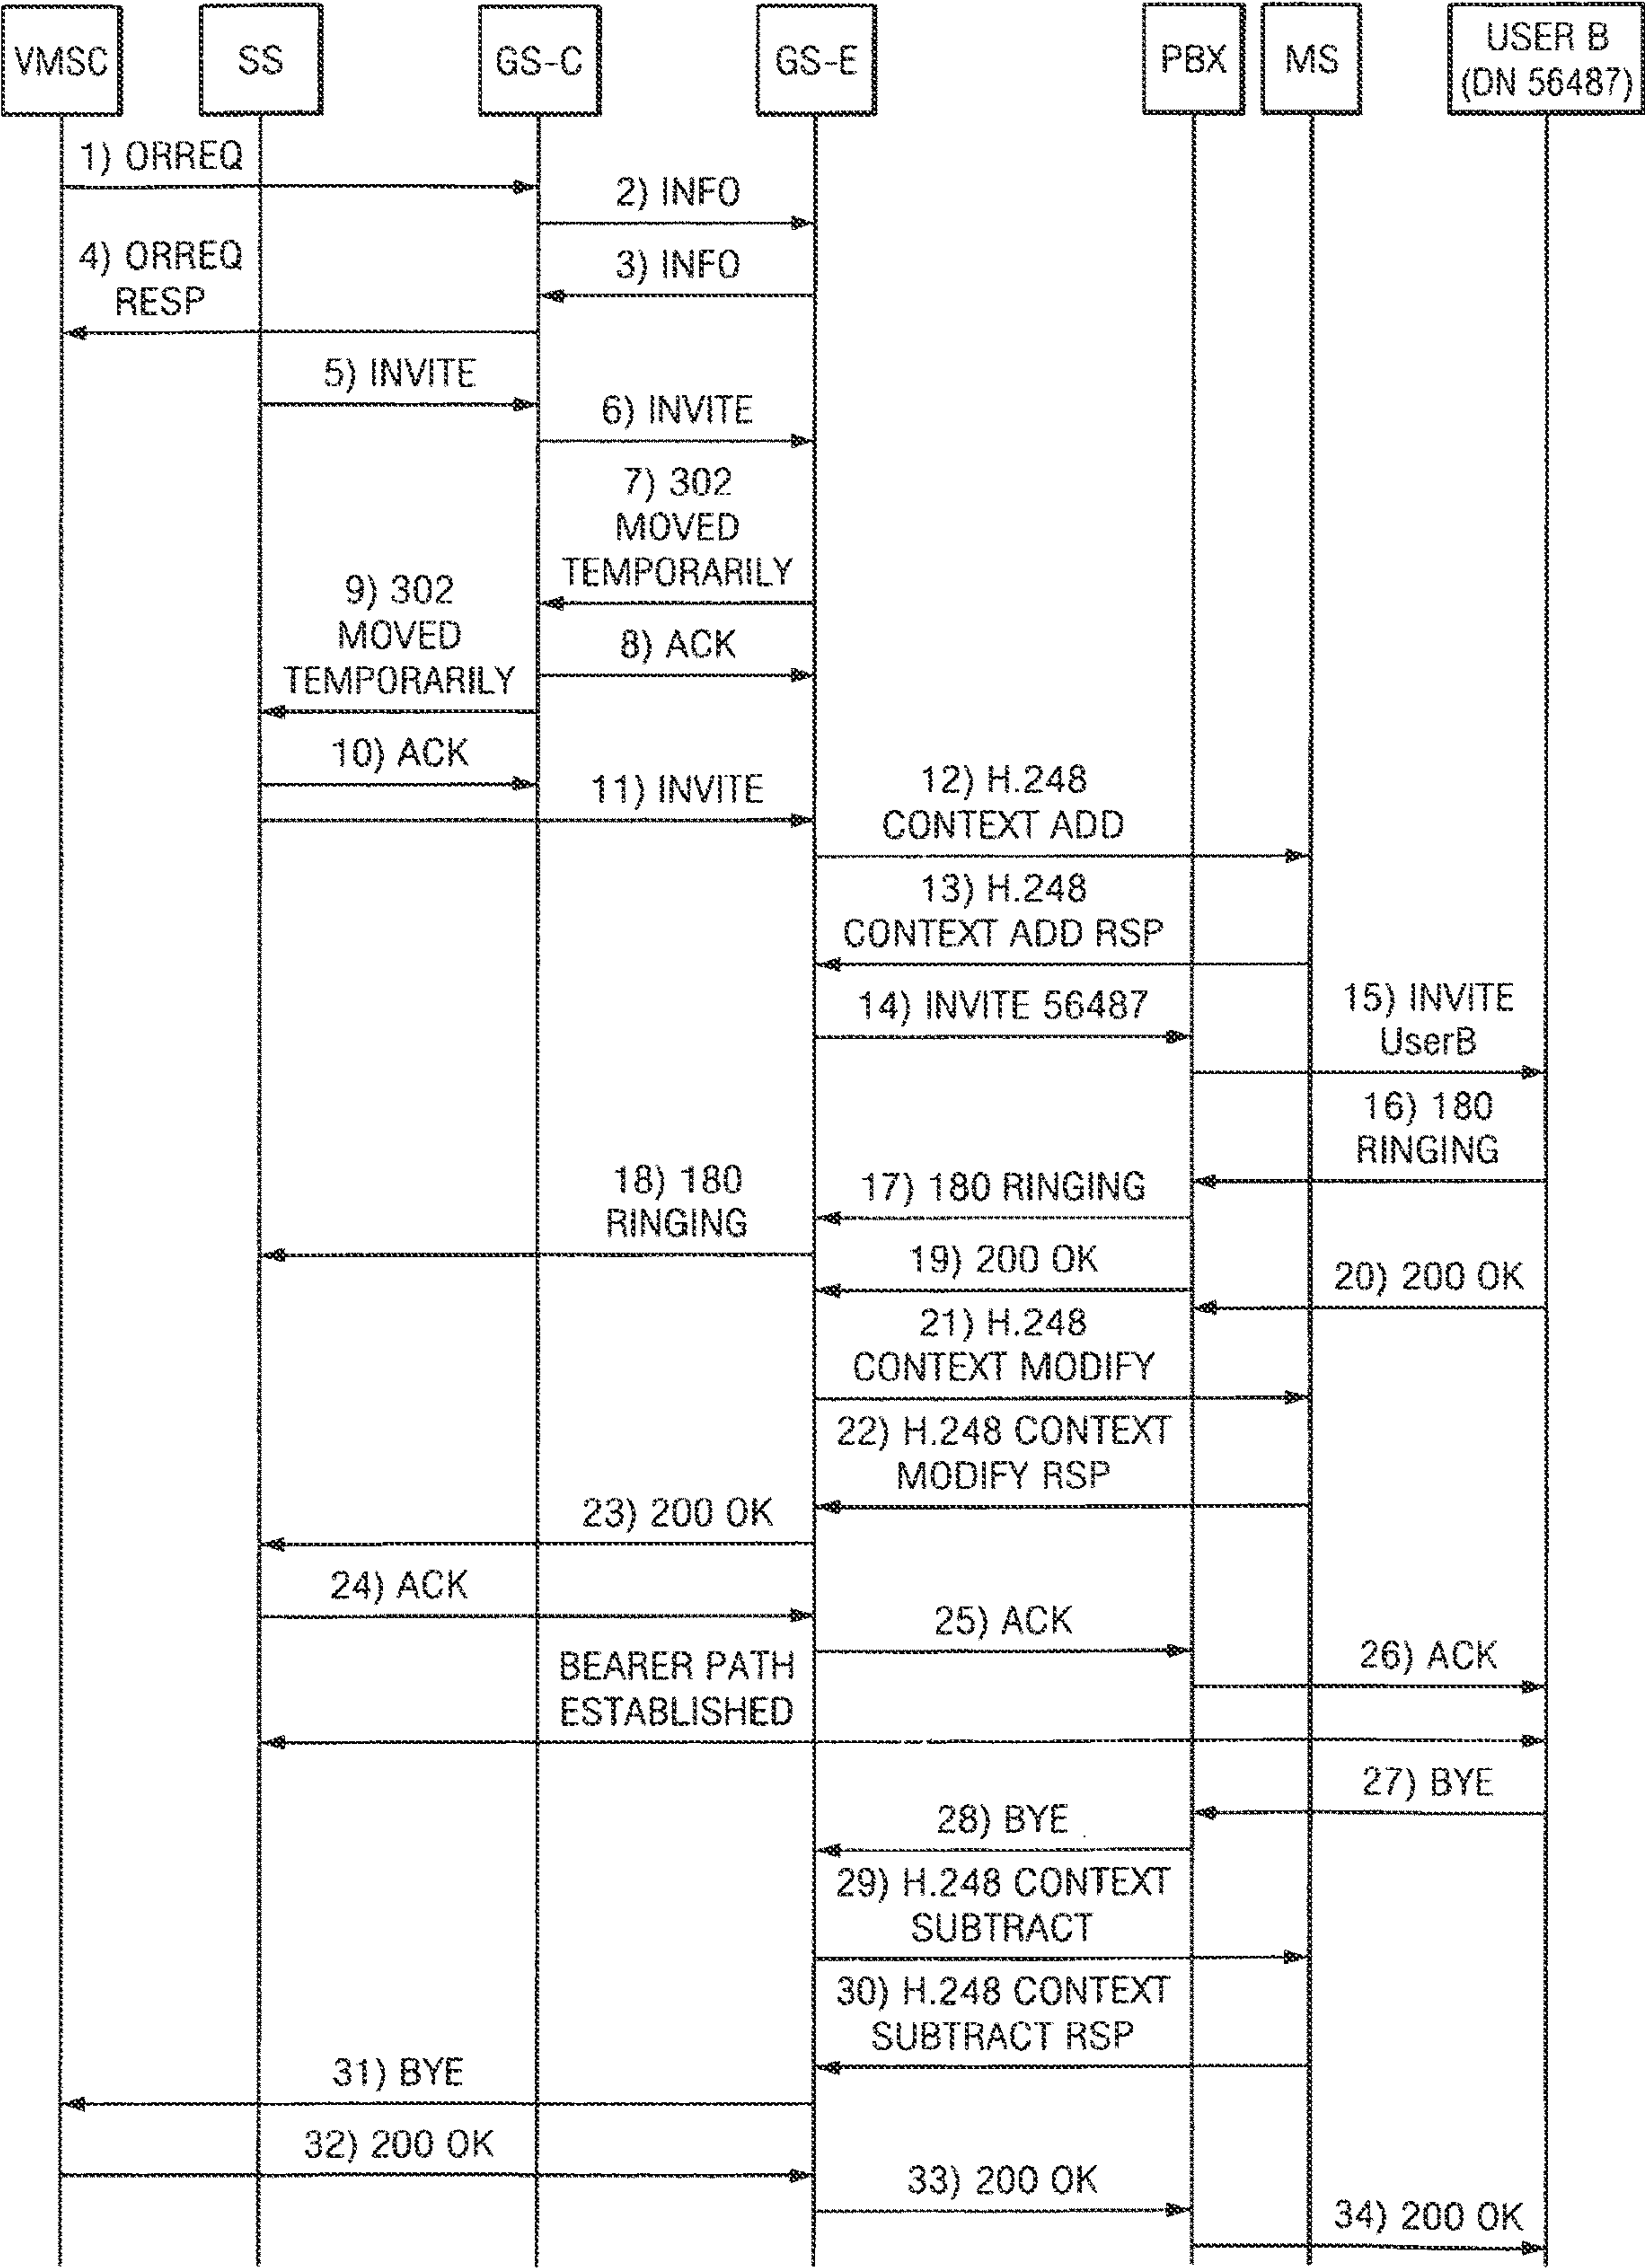 VMSC
SS
GS-C
GS-E
PBX
MS
USER B
(DN 56487)
1) ORREQ
2) INFO
3) INFO
4) ORREQ
RESP
5) INVITE
6) INVITE
7) 302
MOVED
TEMPORARILY
8) ACK
9) 302
MOVED
TEMPORARILY
10) ACK
11) INVITE
12) H.248
CONTEXT ADD
13) H.248
CONTEXT ADD RSP
14) INVITE 56487
15) INVITE
UserB
16) 180
RINGING
17) 180 RINGING
18) 180
RINGING
19) 200 OK
20) 200 OK
21) H.248
CONTEXT MODIFY
22) H.248 CONTEXT
MODIFY RSP
23) 200 OK
24) ACK
25) ACK
26) ACK
BEARER PATH
ESTABLISHED
27) BYE
28) BYE
29) H.248 CONTEXT
SUBTRACT
30) H.248 CONTEXT
SUBTRACT RSP
31) BYE
32) 200 OK
33) 200 OK
34) 200 OK